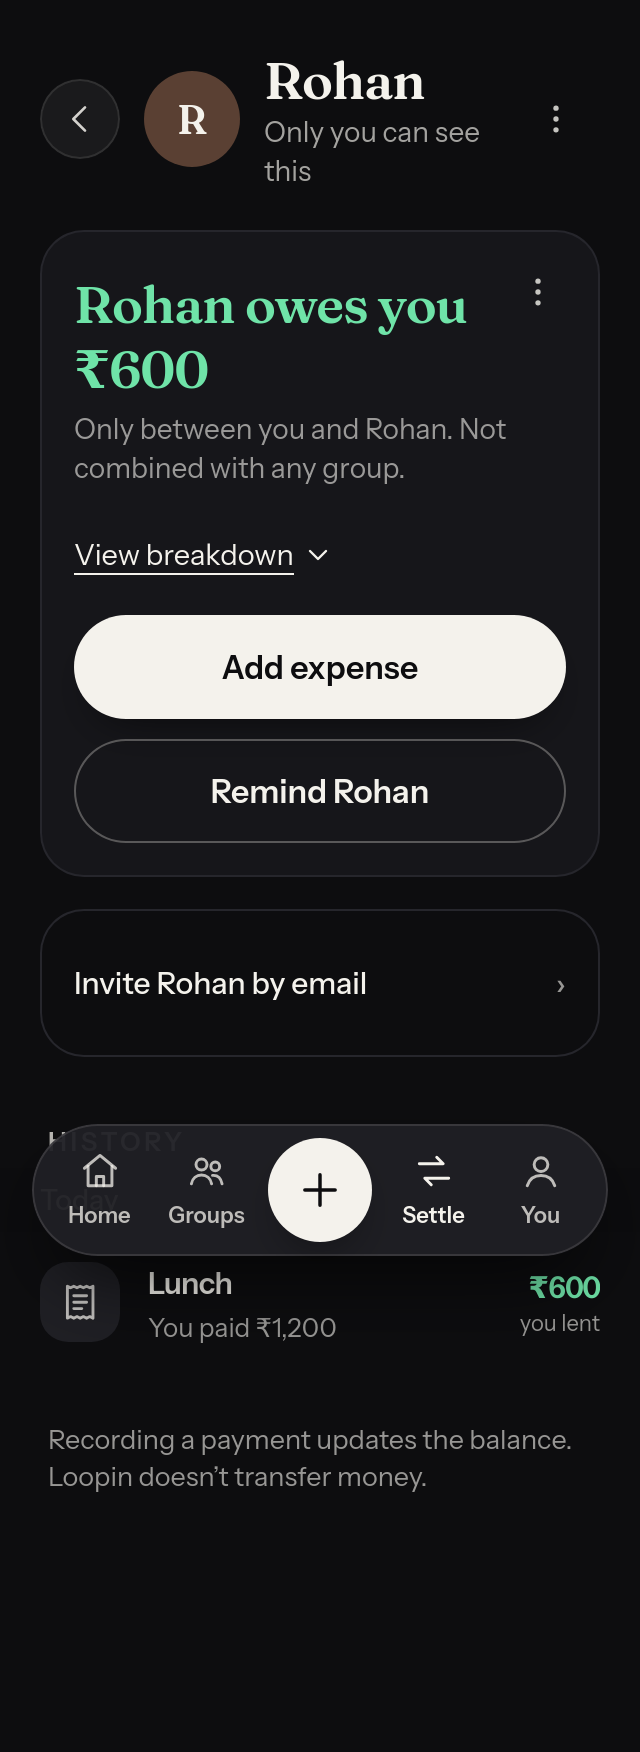 R
Rohan
Only you can see
this
Rohan owes you
₹600
Only between you and Rohan. Not
combined with any group.
View breakdown
Add expense
Remind Rohan
Invite Rohan by email ›
HISTORY
Today
Home Groups Settle You
Lunch ₹600
You paid ₹1,200 you lent
Recording a payment updates the balance.
Loopin doesn’t transfer money.